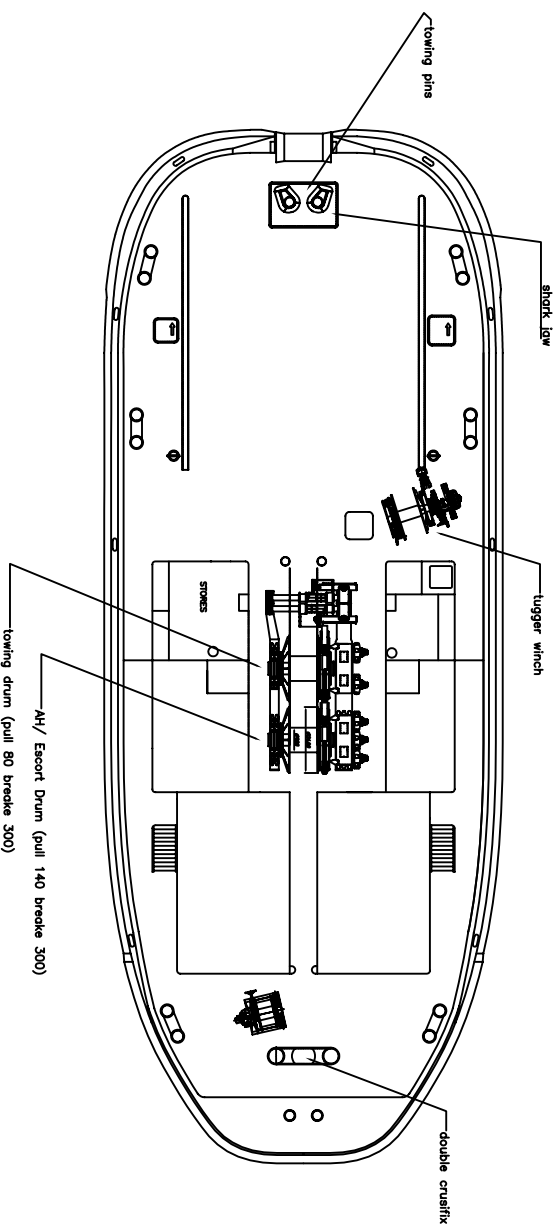 towing pins
shark jaw
tugger winch
STORES
towing drum (pull 80 breake 300)
AH/ Escort Drum (pull 140 breake 300)
double crusifix